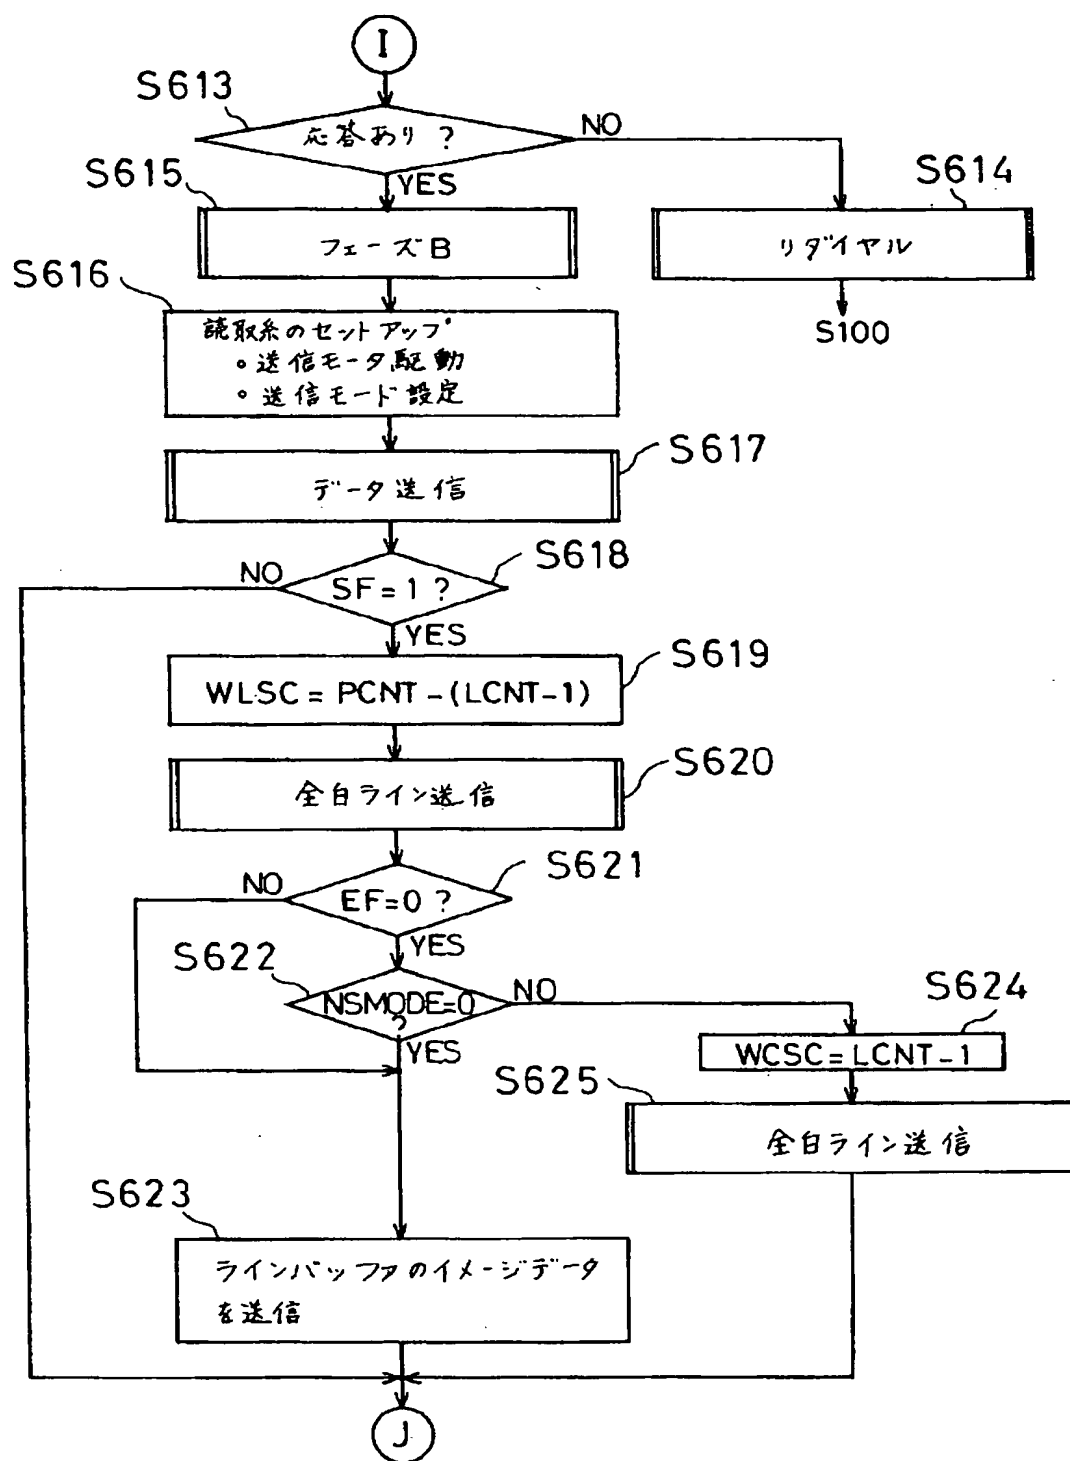 I
S613
応答あり?
NO
YES
S615
フェーズB
S614
リダイヤル
S100
S616
読取系のセットアップ
・送信モータ駆動
・送信モード設定
S617
データ送信
S618
NO
SF=1?
YES
S619
WLSC=PCNT-(LCNT-1)
S620
全白ライン送信
S621
NO
EF=0?
YES
S622
NSMODE=0
?
NO
YES
S624
WCSC=LCNT-1
S625
全白ライン送信
S623
ラインバッファのイメージデータ
を送信
J